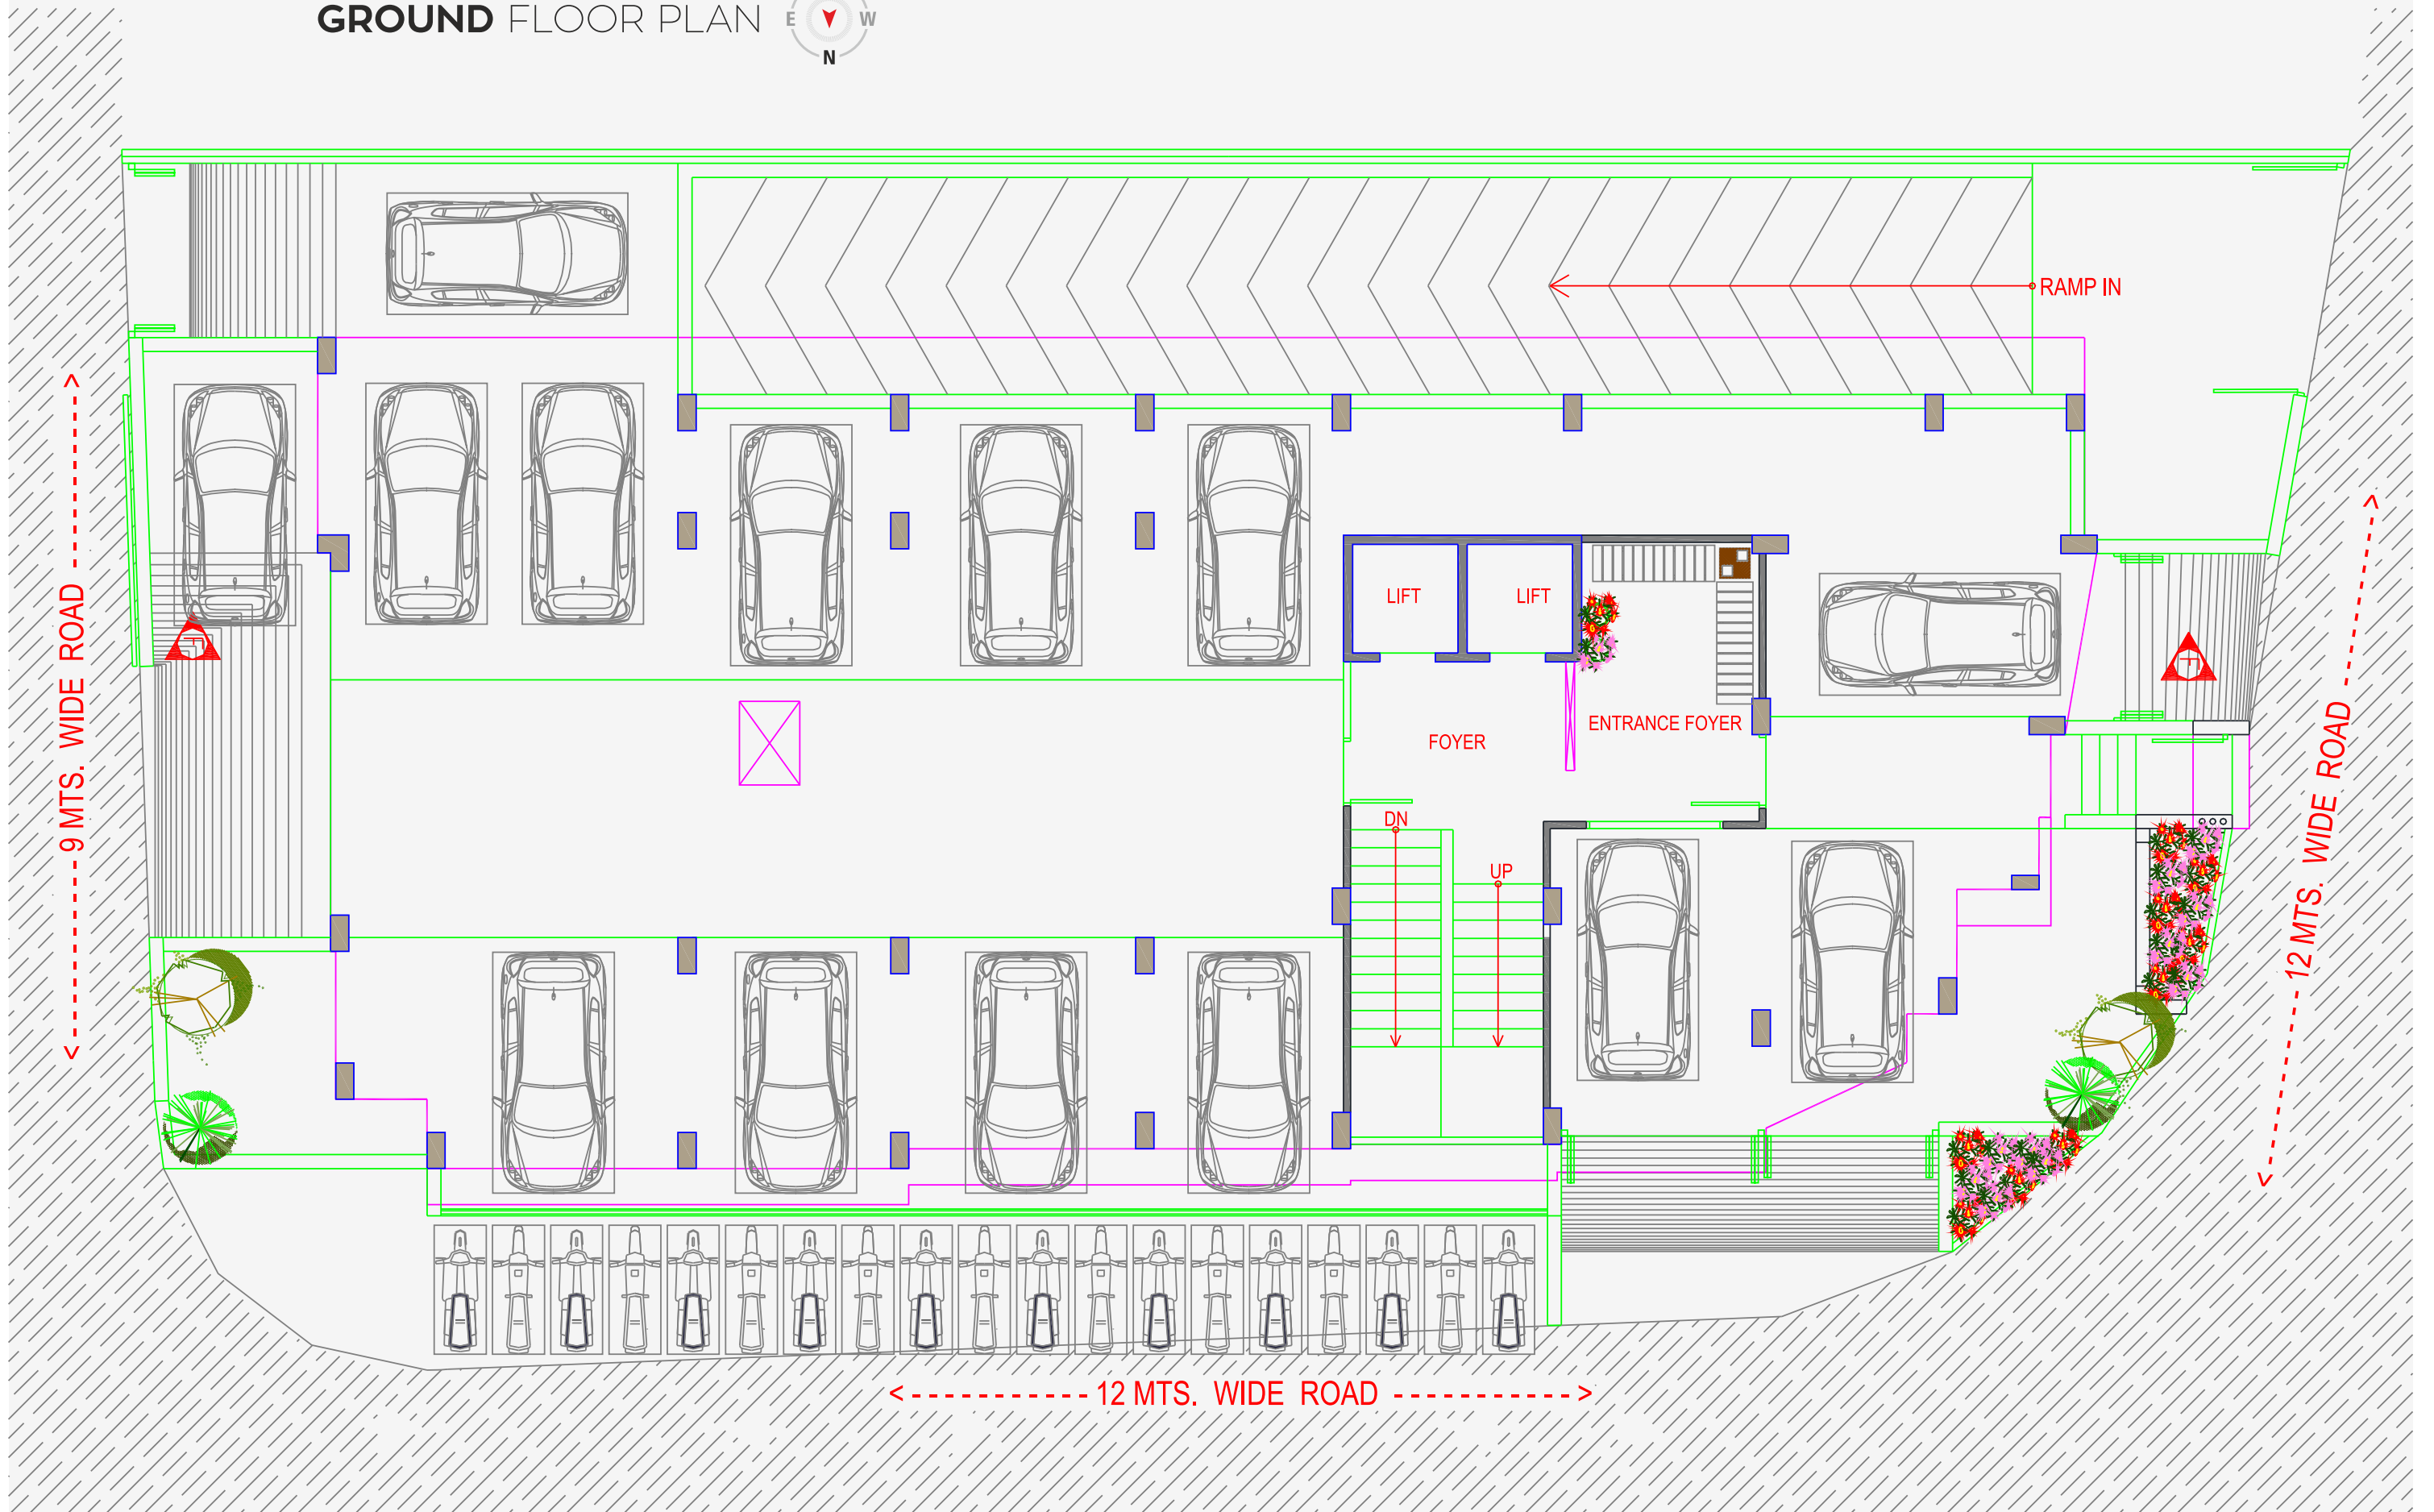 GROUND FLOOR PLAN
E W
N
RAMP IN
LIFT LIFT
FOYER
ENTRANCE FOYER
DN
UP
9 MTS. WIDE ROAD
12 MTS. WIDE ROAD
12 MTS. WIDE ROAD